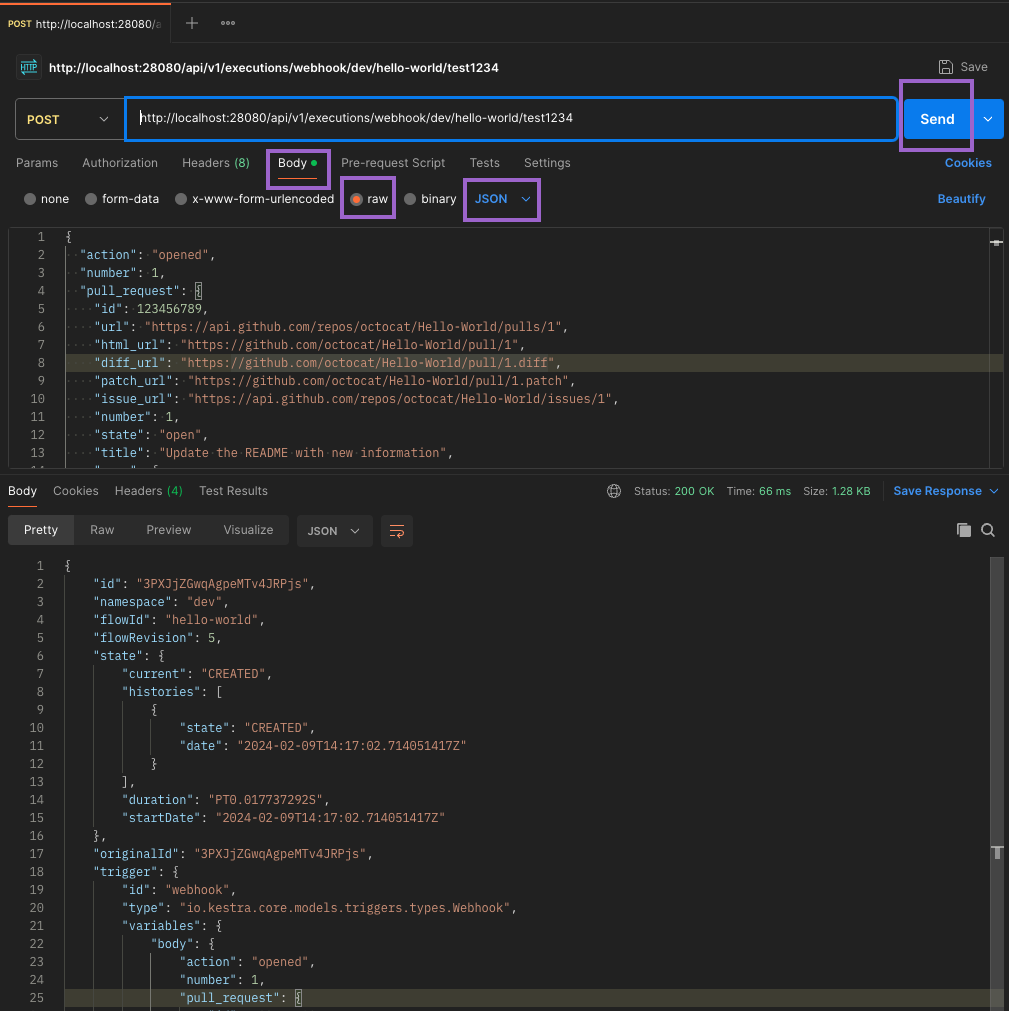 POST http://localhost:28080/a
HTTP http://localhost:28080/api/v1/executions/webhook/dev/hello-world/test1234 Save
POST http://localhost:28080/api/v1/executions/webhook/dev/hello-world/test1234 Send
Params Authorization Headers (8) Body Pre-request Script Tests Settings Cookies
none form-data x-www-form-urlencoded raw binary JSON Beautify
1 {
2 "action": "opened",
3 "number": 1,
4 "pull_request": {
5 "id": 123456789,
6 "url": "https://api.github.com/repos/octocat/Hello-World/pulls/1",
7 "html_url": "https://github.com/octocat/Hello-World/pull/1",
8 "diff_url": "https://github.com/octocat/Hello-World/pull/1.diff",
9 "patch_url": "https://github.com/octocat/Hello-World/pull/1.patch",
10 "issue_url": "https://api.github.com/repos/octocat/Hello-World/issues/1",
11 "number": 1,
12 "state": "open",
13 "title": "Update the README with new information",
Body Cookies Headers (4) Test Results Status: 200 OK Time: 66 ms Size: 1.28 KB Save Response
Pretty Raw Preview Visualize JSON
1 {
2 "id": "3PXJjZGwqAgpeMTv4JRPjs",
3 "namespace": "dev",
4 "flowId": "hello-world",
5 "flowRevision": 5,
6 "state": {
7 "current": "CREATED",
8 "histories": [
9 {
10 "state": "CREATED",
11 "date": "2024-02-09T14:17:02.714051417Z"
12 }
13 ],
14 "duration": "PT0.017737292S",
15 "startDate": "2024-02-09T14:17:02.714051417Z"
16 },
17 "originalId": "3PXJjZGwqAgpeMTv4JRPjs",
18 "trigger": {
19 "id": "webhook",
20 "type": "io.kestra.core.models.triggers.types.Webhook",
21 "variables": {
22 "body": {
23 "action": "opened",
24 "number": 1,
25 "pull_request": {